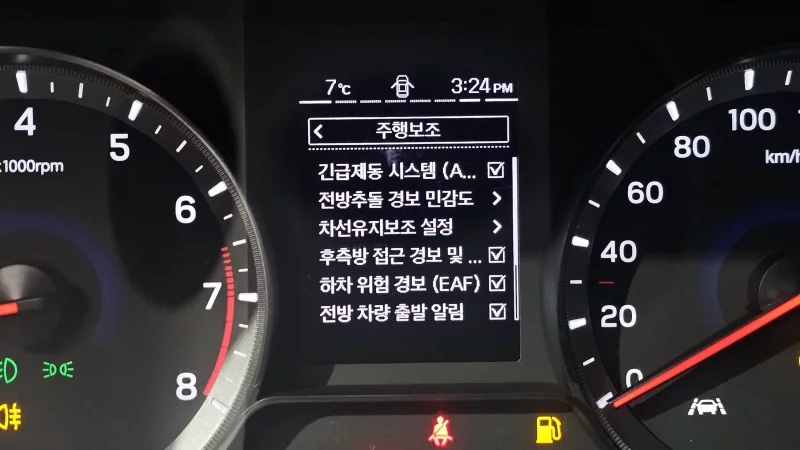 7℃ 3:24 PM
주행보조
긴급제동 시스템 (A...
전방추돌 경보 민감도
차선유지보조 설정
후측방 접근 경보 및 ...
하차 위험 경보 (EAF)
전방 차량 출발 알림
4
5
6
7
8
x1000rpm
100
80
60
40
20
0
km/h